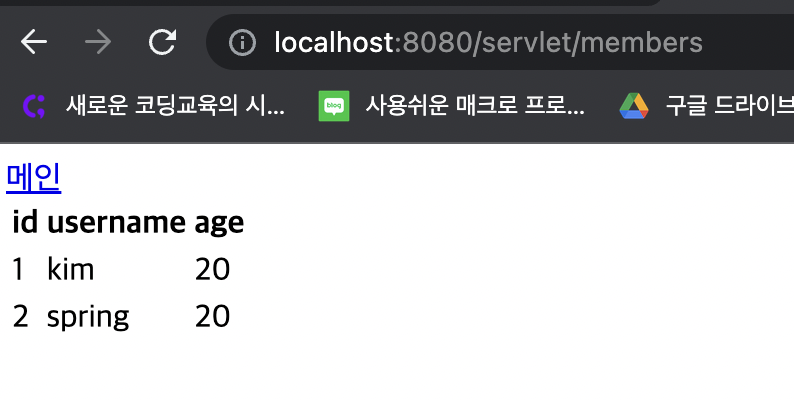 localhost:8080/servlet/members
새로운 코딩교육의 시... blog 사용쉬운 매크로 프로... 구글 드라이브
메인
id username age
1 kim 20
2 spring 20